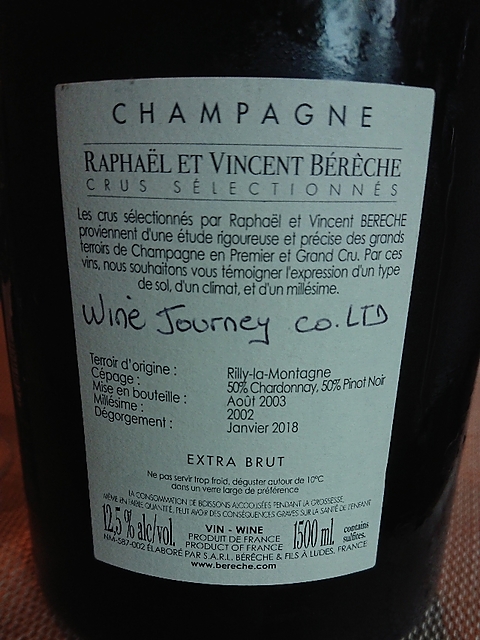 CHAMPAGNE
RAPHAËL ET VINCENT BÉRÊCHE
CRUS SÉLECTIONNÉS
Les crus sélectionnés par Raphaël et Vincent BERECHE
proviennent d'une étude rigoureuse et précise des grands
terroirs de Champagne en Premier et Grand Cru. Par ces
vins, nous souhaitons vous témoigner l'expression d'un type
de sol, d'un climat, et d'un millésime.
Wine Journey co.LTD
Terroir d'origine : Rilly-la-Montagne
Cépage : 50% Chardonnay, 50% Pinot Noir
Mise en bouteille : Août 2003
Millésime : 2002
Dégorgement : Janvier 2018
EXTRA BRUT
Ne pas servir trop froid, déguster autour de 10°C
dans un verre large de préférence
LA CONSOMMATION DE BOISSONS ALCOOLISÉES PENDANT LA GROSSESSE,
MÊME EN FAIBLE QUANTITÉ, PEUT AVOIR DES CONSÉQUENCES GRAVES SUR LA SANTÉ DE L'ENFANT
12,5 % alc/vol. VIN - WINE 1500 ml. contains
PRODUIT DE FRANCE sulfites.
PRODUCT OF FRANCE
NM-587-002 ÉLABORÉ PAR S.A.R.L. BÉRÊCHE & FILS À LUDES. FRANCE
www.bereche.com